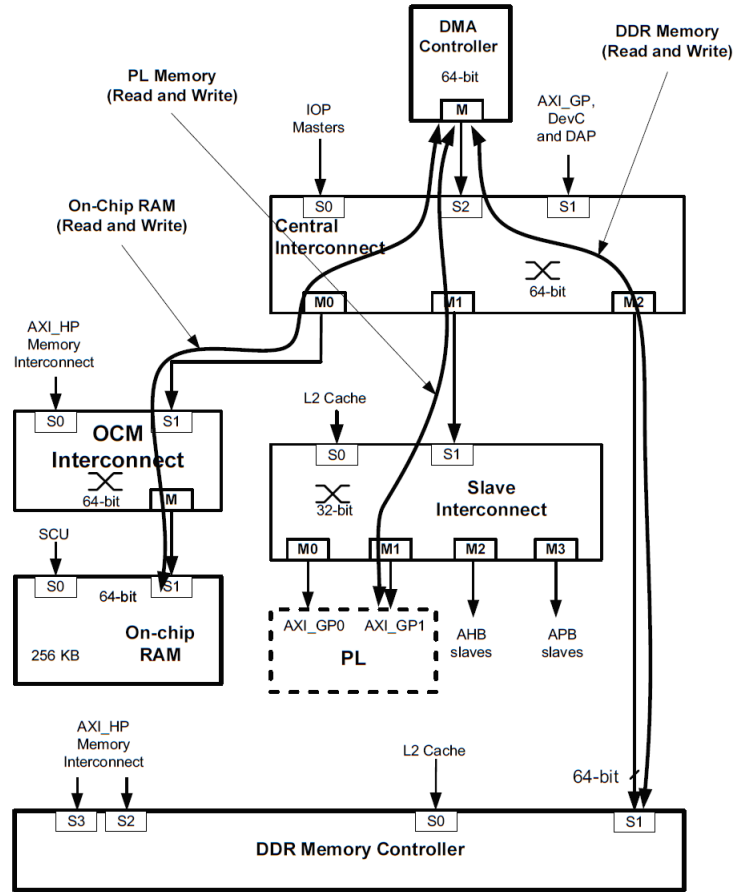 DMA
Controller
64-bit
M
DDR Memory
(Read and Write)
PL Memory
(Read and Write)
IOP
Masters
AXI_GP,
DevC
and DAP
On-Chip RAM
(Read and Write)
S0
S2
S1
Central
Interconnect
64-bit
M0
M1
M2
AXI_HP
Memory
Interconnect
S0
S1
OCM
Interconnect
64-bit
M
L2 Cache
S0
S1
32-bit
Slave
Interconnect
M0
M1
M2
M3
SCU
S0
S1
64-bit
On-chip
RAM
256 KB
AXI_GP0
AXI_GP1
PL
AHB
slaves
APB
slaves
AXI_HP
Memory
Interconnect
L2 Cache
64-bit
S3
S2
S0
S1
DDR Memory Controller